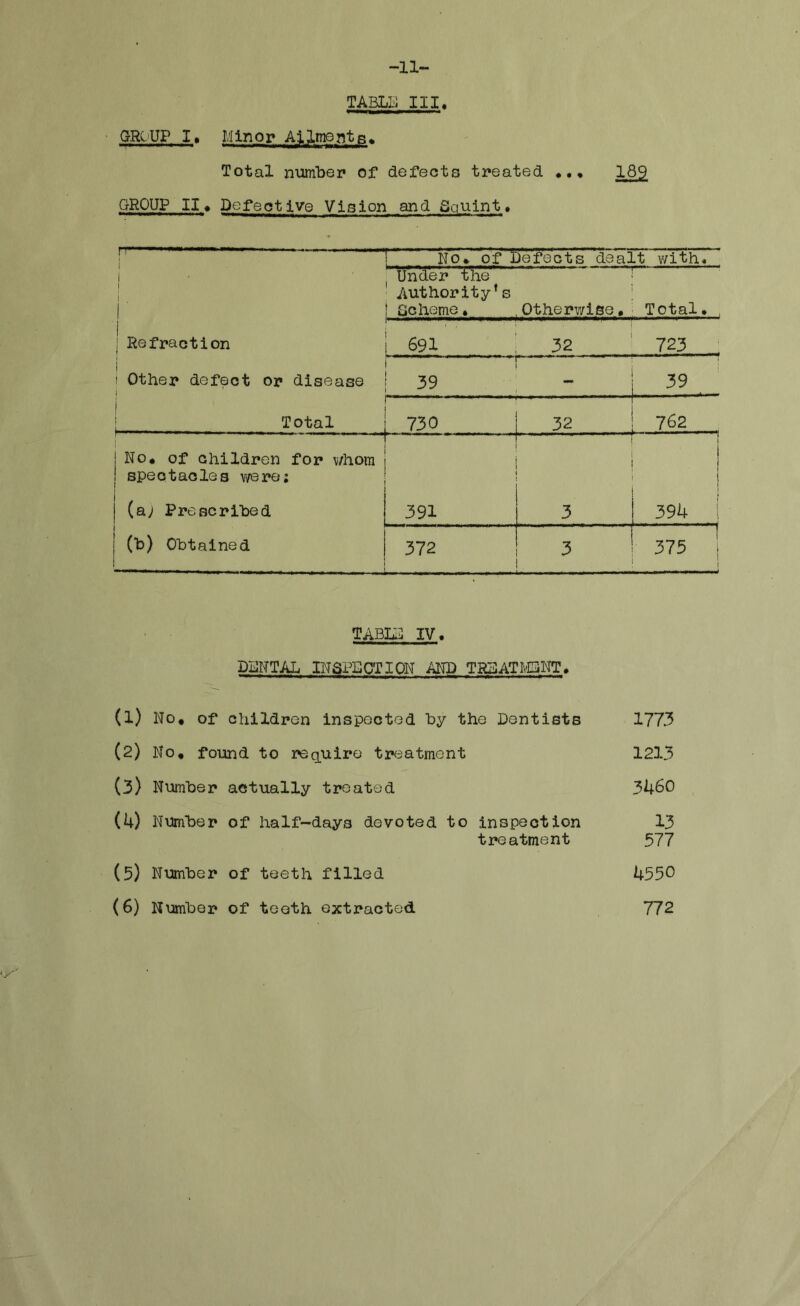 -11-
TABLE III.
GROUP I. Minor Ailments.
Total number of defects treated ... 189
GROUP II. Defective Vision and Squint.
No. of Defects dealt with.
Under the
Authority's
Scheme. Otherwise. Total.
Refraction 691 32 723
Other defect or disease 39 - 39
Total 730 32 762
No. of children for whom
spectacles were:
(a) Prescribed 391 3 394
(b) Obtained 372 3 375
TABLE IV.
DENTAL INSPECTION AND TREATMENT.
(1) No. of children inspected by the Dentists 1773
(2) No. found to require treatment 1213
(3) Number actually treated 3460
(4) Number of half-days devoted to inspection 13
treatment 577
(5) Number of teeth filled 4550
(6) Number of teeth extracted 772